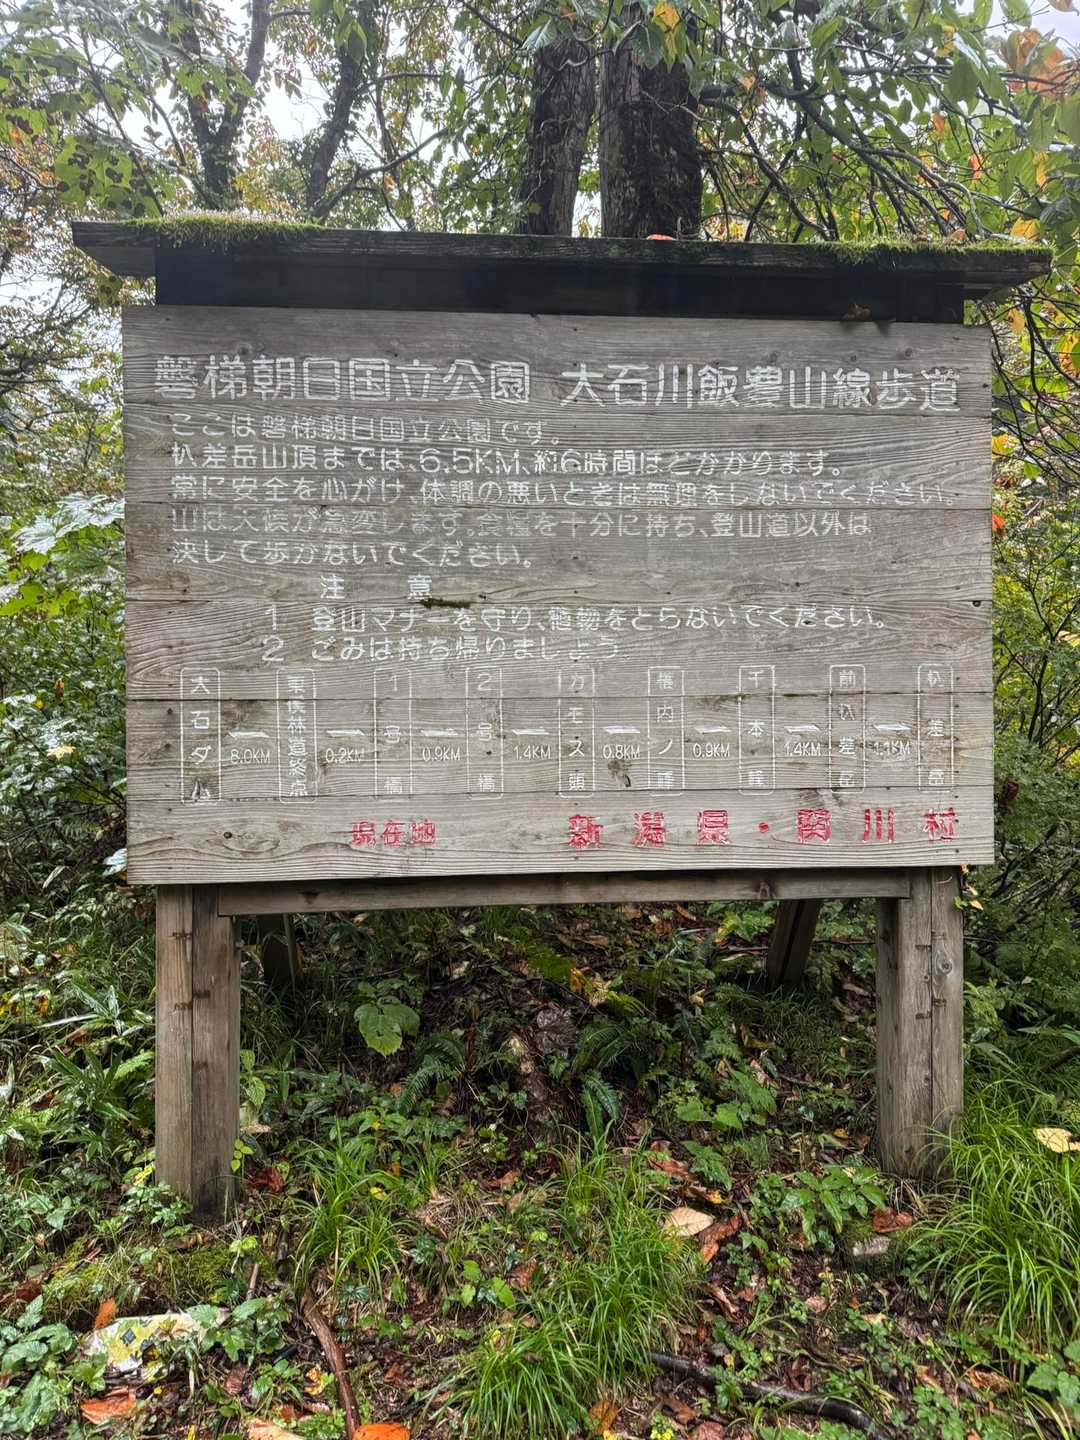 磐梯朝日国立公園 大石川飯豊山線歩道
ここは磐梯朝日国立公園です。
杁差岳山頂までは、6.5KM、約6時間ほどかかります。
常に安全を心がけ、体調の悪いときは無理をしないでください。
山は天候が急変します。食糧を十分に持ち、登山道以外は
決して歩かないでください。
注 意
1 登山マナーを守り、植物をとらないでください。
2 ごみは持ち帰りましょう
大石ダム 8.0KM 東俣林道終点 0.2KM 1号橋 0.9KM 2号橋 1.4KM カモス頭 0.8KM 権内ノ峰 0.9KM 千本峰 1.4KM 前杁差岳 1.1KM 杁差岳
現在地 新潟県・関川村